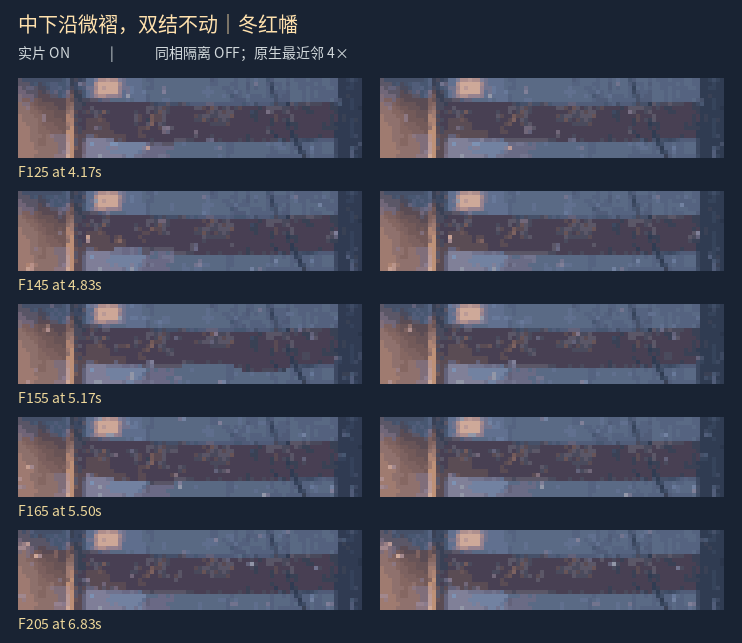 中下沿微褶，双结不动｜冬红幡
实片 ON | 同相隔离 OFF；原生最近邻 4×
F125 at 4.17s
F145 at 4.83s
F155 at 5.17s
F165 at 5.50s
F205 at 6.83s